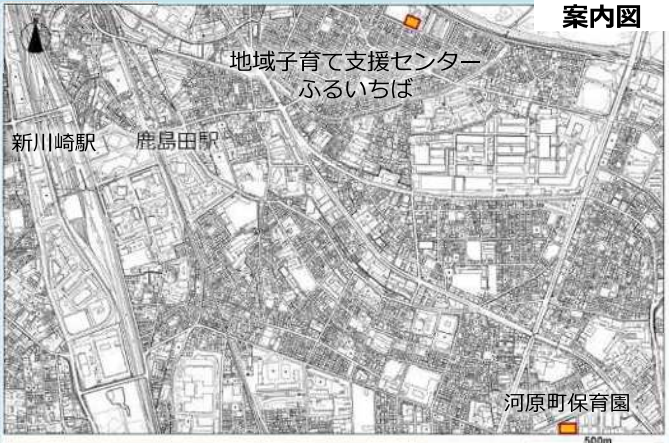 案内図
地域子育て支援センター
ふるいちば
新川崎駅
鹿島田駅
河原町保育園
500m